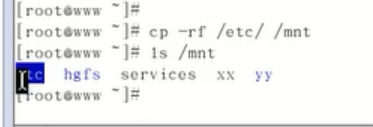 [root@www ~]#
[root@www ~]# cp -rf /etc/ /mnt
[root@www ~]# ls /mnt
etc hgfs services xx yy
[root@www ~]#